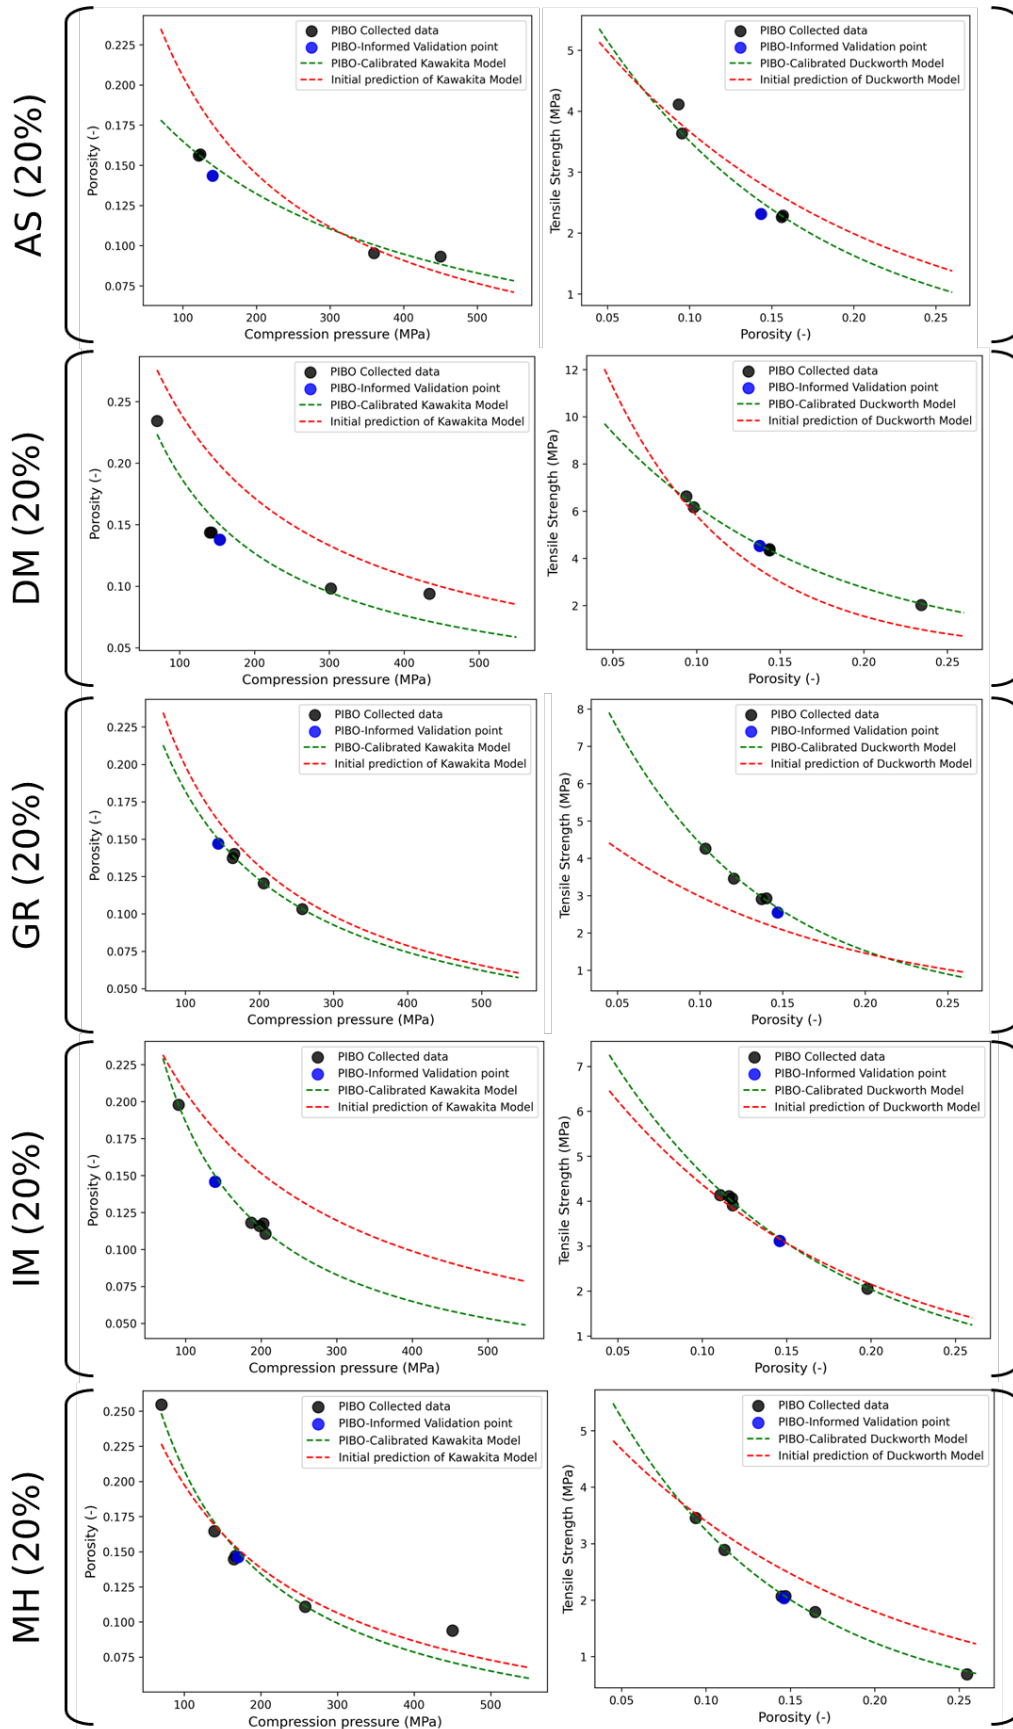 AS (20%)
0.225
0.200
0.175
0.150
0.125
0.100
0.075
Porosity (-)
PIBO Collected data
PIBO-Informed Validation point
PIBO-Calibrated Kawakita Model
Initial prediction of Kawakita Model
100 200 300 400 500
Compression pressure (MPa)
5
4
3
2
1
Tensile Strength (MPa)
PIBO Collected data
PIBO-Informed Validation point
PIBO-Calibrated Duckworth Model
Initial prediction of Duckworth Model
0.05 0.10 0.15 0.20 0.25
Porosity (-)
DM (20%)
0.25
0.20
0.15
0.10
0.05
Porosity (-)
PIBO Collected data
PIBO-Informed Validation point
PIBO-Calibrated Kawakita Model
Initial prediction of Kawakita Model
100 200 300 400 500
Compression pressure (MPa)
12
10
8
6
4
2
Tensile Strength (MPa)
PIBO Collected data
PIBO-Informed Validation point
PIBO-Calibrated Duckworth Model
Initial prediction of Duckworth Model
0.05 0.10 0.15 0.20 0.25
Porosity (-)
GR (20%)
0.225
0.200
0.175
0.150
0.125
0.100
0.075
0.050
Porosity (-)
PIBO Collected data
PIBO-Informed Validation point
PIBO-Calibrated Kawakita Model
Initial prediction of Kawakita Model
100 200 300 400 500
Compression pressure (MPa)
8
7
6
5
4
3
2
1
Tensile Strength (MPa)
PIBO Collected data
PIBO-Informed Validation point
PIBO-Calibrated Duckworth Model
Initial prediction of Duckworth Model
0.05 0.10 0.15 0.20 0.25
Porosity (-)
IM (20%)
0.225
0.200
0.175
0.150
0.125
0.100
0.075
0.050
Porosity (-)
PIBO Collected data
PIBO-Informed Validation point
PIBO-Calibrated Kawakita Model
Initial prediction of Kawakita Model
100 200 300 400 500
Compression pressure (MPa)
7
6
5
4
3
2
1
Tensile Strength (MPa)
PIBO Collected data
PIBO-Informed Validation point
PIBO-Calibrated Duckworth Model
Initial prediction of Duckworth Model
0.05 0.10 0.15 0.20 0.25
Porosity (-)
MH (20%)
0.250
0.225
0.200
0.175
0.150
0.125
0.100
0.075
Porosity (-)
PIBO Collected data
PIBO-Informed Validation point
PIBO-Calibrated Kawakita Model
Initial prediction of Kawakita Model
100 200 300 400 500
Compression pressure (MPa)
5
4
3
2
1
Tensile Strength (MPa)
PIBO Collected data
PIBO-Informed Validation point
PIBO-Calibrated Duckworth Model
Initial prediction of Duckworth Model
0.05 0.10 0.15 0.20 0.25
Porosity (-)